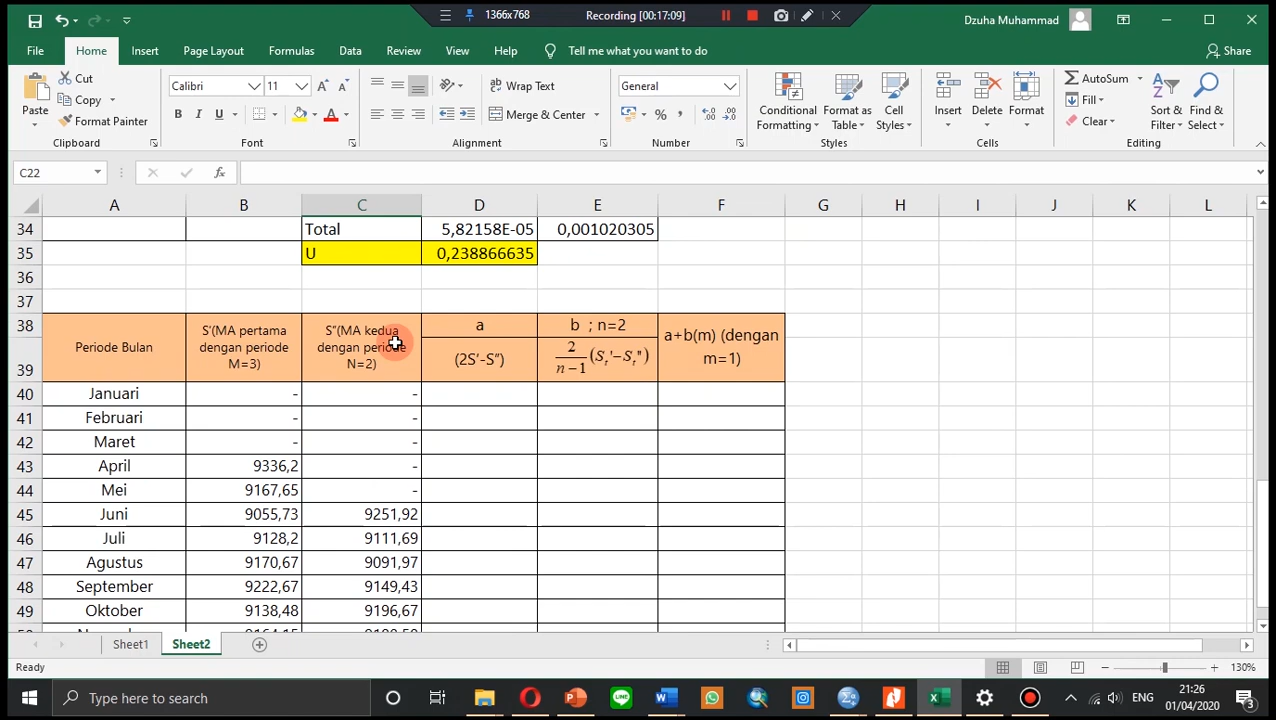 1366x768
Recording [00:17:09]
Dzuha Muhammad
File Home Insert Page Layout Formulas Data Review View Help Tell me what you want to do Share
Paste
Cut
Copy
Format Painter
Calibri 11
B I U
A A
Wrap Text
Merge & Center
General
% ,
Conditional Formatting
Format as Table
Cell Styles
Insert Delete Format
AutoSum
Fill
Clear
Sort & Filter
Find & Select
Clipboard Font Alignment Number Styles Cells Editing
C22 fx
A B C D E F G H I J K L
34 Total 5,82158E-05 0,001020305
35 U 0,238866635
36
37
38
39
Periode Bulan
S'(MA pertama
dengan periode
M=3)
S"(MA kedua
dengan periode
N=2)
a
(2S'-S")
b ; n=2
2/(n−1) (St'−St")
a+b(m) (dengan
m=1)
40 Januari - -
41 Februari - -
42 Maret - -
43 April 9336,2 -
44 Mei 9167,65 -
45 Juni 9055,73 9251,92
46 Juli 9128,2 9111,69
47 Agustus 9170,67 9091,97
48 September 9222,67 9149,43
49 Oktober 9138,48 9196,67
Sheet1 Sheet2
Ready 130%
Type here to search
ENG
21:26
01/04/2020
3